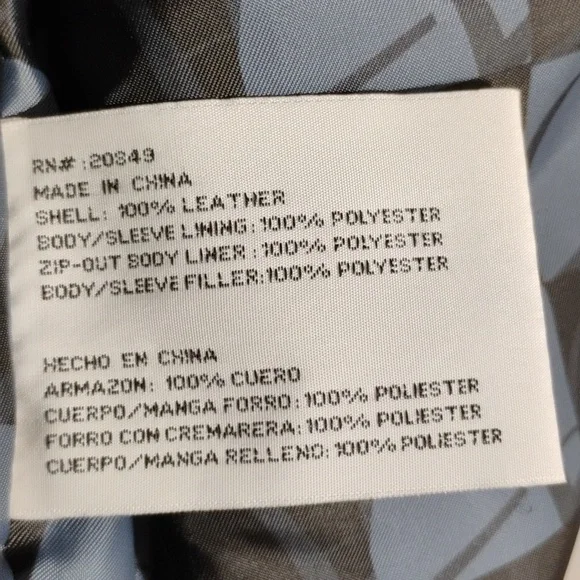 RN# :20849
MADE IN CHINA
SHELL: 100% LEATHER
BODY/SLEEVE LINING: 100% POLYESTER
ZIP-OUT BODY LINER : 100% POLYESTER
BODY/SLEEVE FILLER:100% POLYESTER
HECHO EN CHINA
ARMAZON: 100% CUERO
CUERPO/MANGA FORRO: 100% POLIESTER
FORRO CON CREMARERA: 100% POLIESTER
CUERPO/MANGA RELLENO: 100% POLIESTER